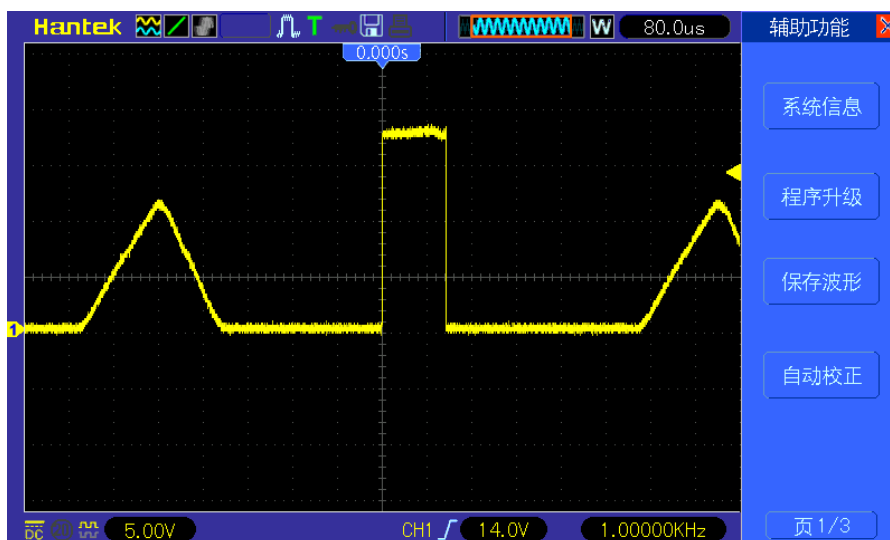 Hantek T W 80.0us 辅助功能
0.000s
系统信息
程序升级
保存波形
1
自动校正
DC 5.00V CH1 14.0V 1.00000KHz 页1/3